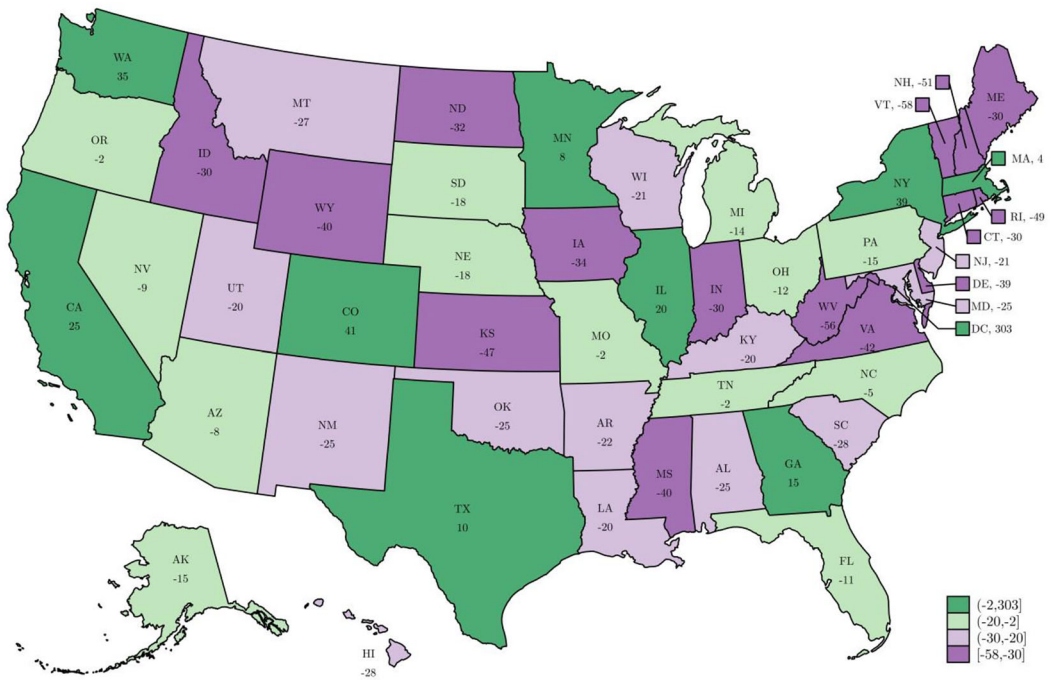 WA
35
OR
-2
CA
25
ID
-30
NV
-9
MT
-27
WY
-40
UT
-20
AZ
-8
CO
41
NM
-25
ND
-32
SD
-18
NE
-18
KS
-47
OK
-25
TX
10
MN
8
IA
-34
MO
-2
AR
-22
LA
-20
WI
-21
IL
20
MI
-14
IN
-30
OH
-12
KY
-20
TN
-2
MS
-40
AL
-25
GA
15
FL
-11
SC
-28
NC
-5
VA
-42
WV
-56
PA
-15
NY
39
ME
-30
NH, -51
VT, -58
MA, 4
RI, -49
CT, -30
NJ, -21
DE, -39
MD, -25
DC, 303
AK
-15
HI
-28
(-2,303]
(-20,-2]
(-30,-20]
[-58,-30]